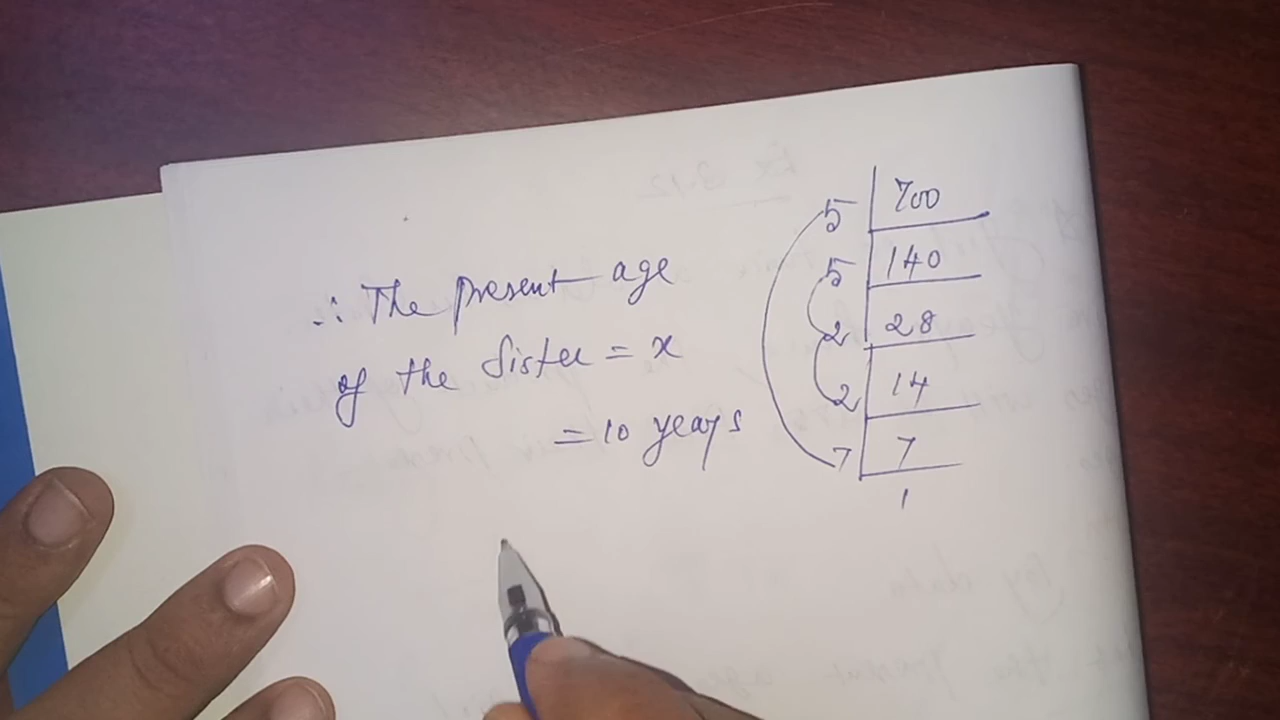 ∴ The present age
of the Sister = x
= 10 years
5 | 700
5 | 140
2 | 28
2 | 14
7 | 7
1